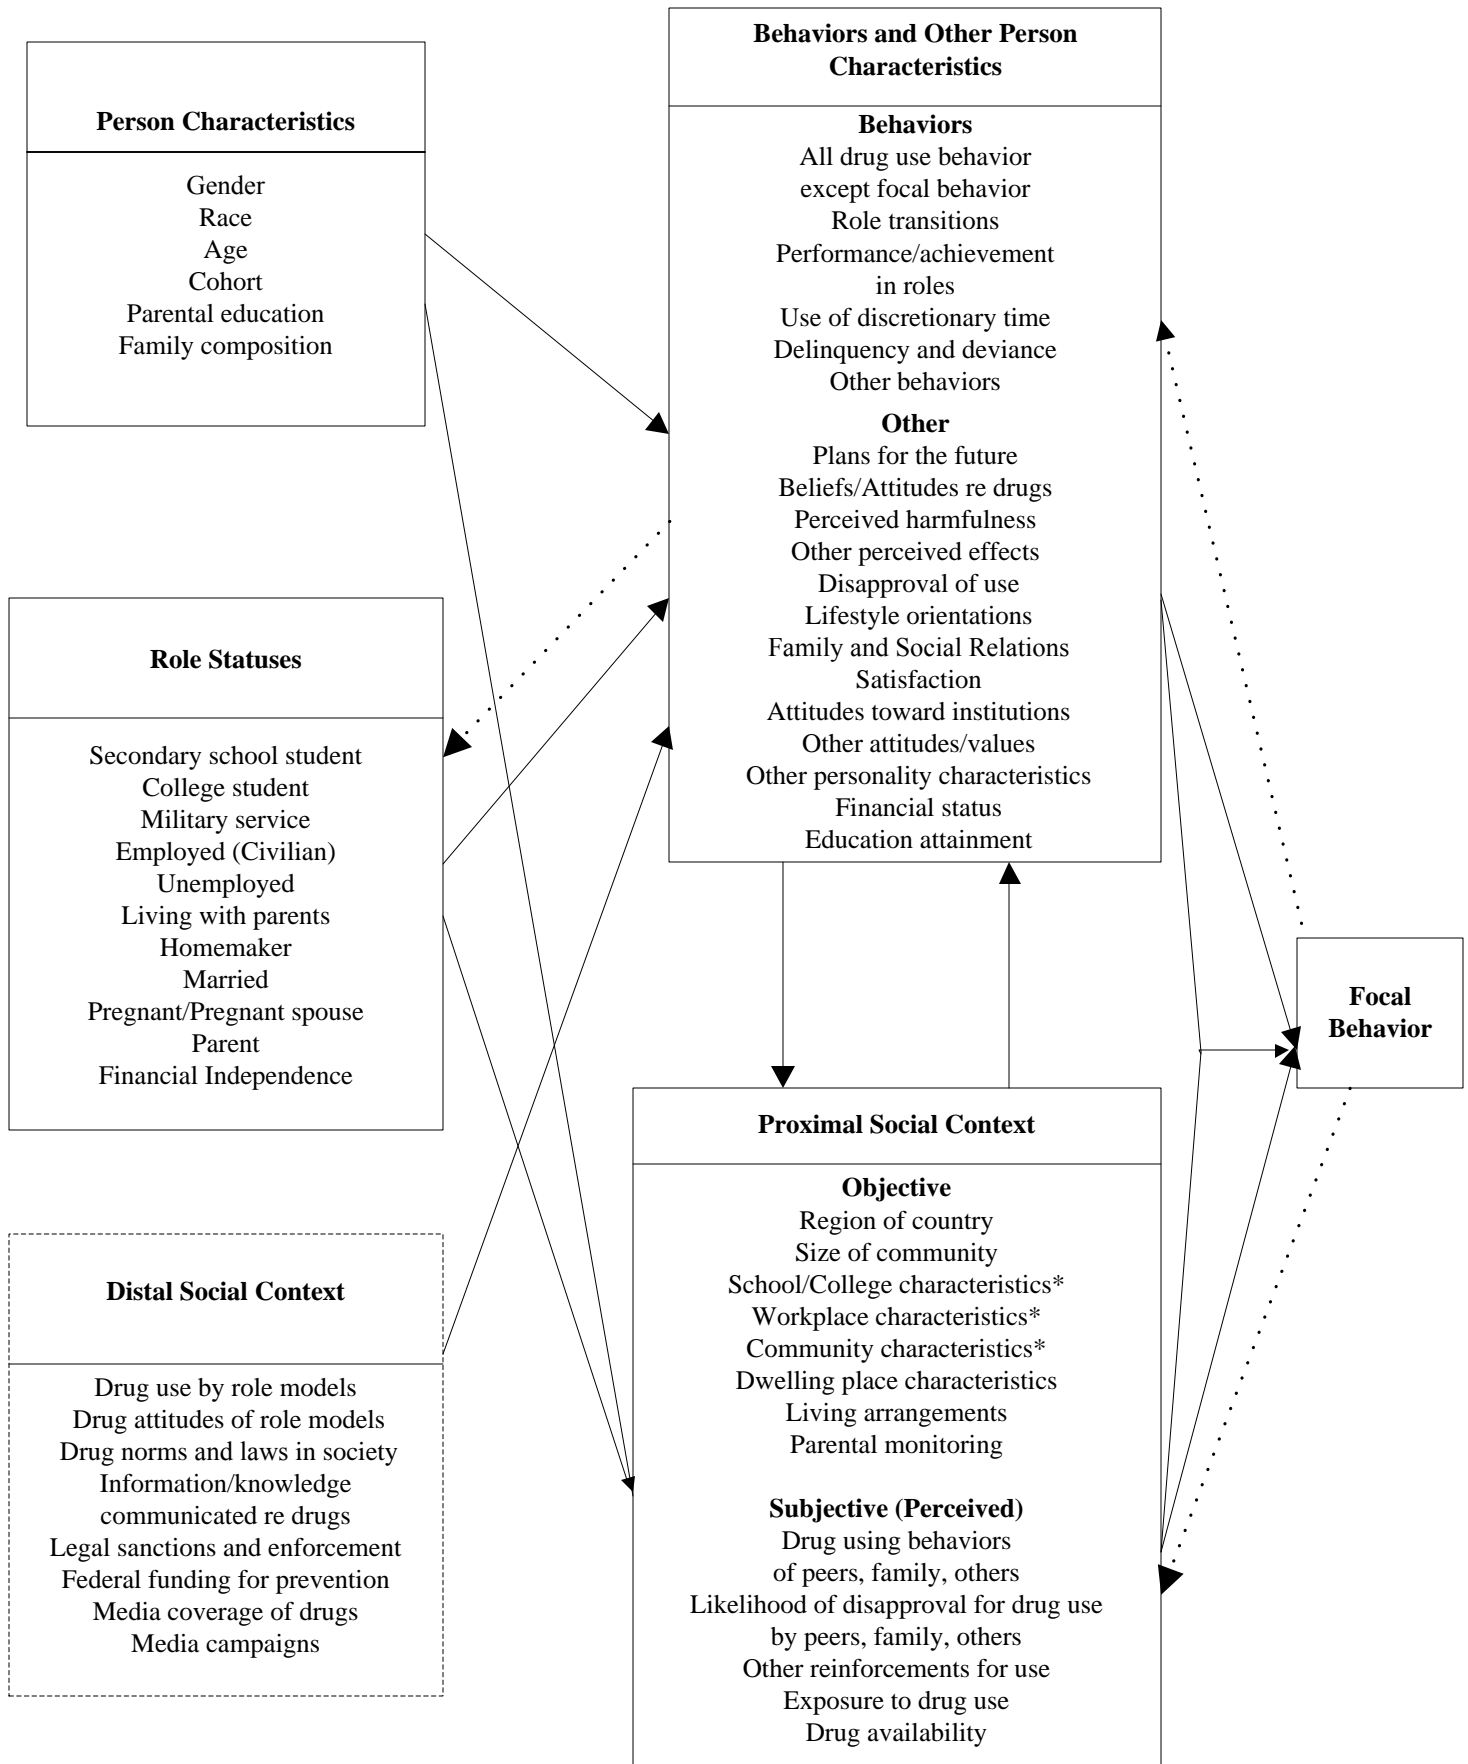 Person Characteristics
Gender
Race
Age
Cohort
Parental education
Family composition
Role Statuses
Secondary school student
College student
Military service
Employed (Civilian)
Unemployed
Living with parents
Homemaker
Married
Pregnant/Pregnant spouse
Parent
Financial Independence
Distal Social Context
Drug use by role models
Drug attitudes of role models
Drug norms and laws in society
Information/knowledge
communicated re drugs
Legal sanctions and enforcement
Federal funding for prevention
Media coverage of drugs
Media campaigns
Behaviors and Other Person
Characteristics
Behaviors
All drug use behavior
except focal behavior
Role transitions
Performance/achievement
in roles
Use of discretionary time
Delinquency and deviance
Other behaviors
Other
Plans for the future
Beliefs/Attitudes re drugs
Perceived harmfulness
Other perceived effects
Disapproval of use
Lifestyle orientations
Family and Social Relations
Satisfaction
Attitudes toward institutions
Other attitudes/values
Other personality characteristics
Financial status
Education attainment
Proximal Social Context
Objective
Region of country
Size of community
School/College characteristics*
Workplace characteristics*
Community characteristics*
Dwelling place characteristics
Living arrangements
Parental monitoring
Subjective (Perceived)
Drug using behaviors
of peers, family, others
Likelihood of disapproval for drug use
by peers, family, others
Other reinforcements for use
Exposure to drug use
Drug availability
Focal
Behavior